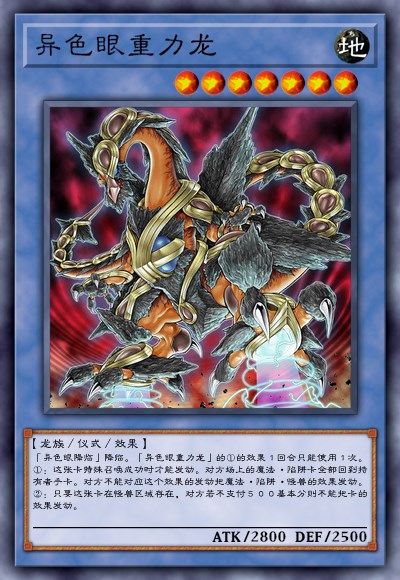 异色眼重力龙
地
【龙族／仪式／效果】
「异色眼降临」降临。「异色眼重力龙」的①的效果1回合只能使用1次。
①：这张卡特殊召唤成功时才能发动。对方场上的魔法·陷阱卡全部回到持
有者手卡。对方不能对应这个效果的发动把魔法·陷阱·怪兽的效果发动。
②：只要这张卡在怪兽区域存在，对方若不支付５００基本分则不能把卡的
效果发动。
ATK/2800 DEF/2500